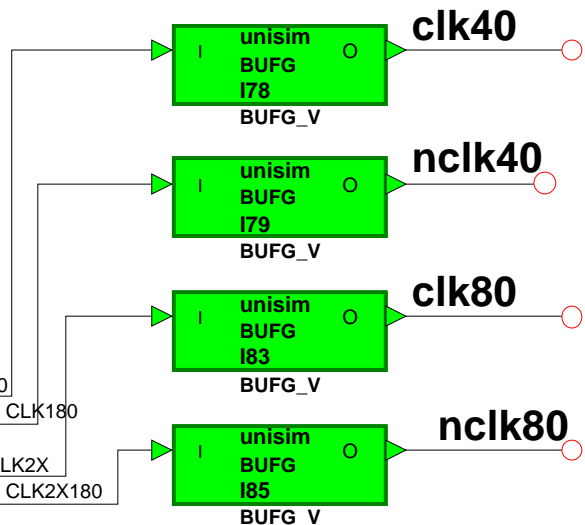 clk40
unisim
I BUFG O
I78
BUFG_V
nclk40
unisim
I BUFG O
I79
BUFG_V
clk80
unisim
I BUFG O
I83
BUFG_V
0
CLK180
nclk80
unisim
I BUFG O
I85
BUFG_V
LK2X
CLK2X180